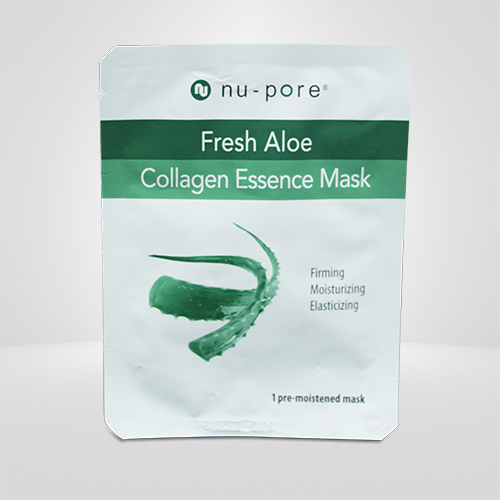 nu-pore®
Fresh Aloe
Collagen Essence Mask
Firming
Moisturizing
Elasticizing
1 pre-moistened mask